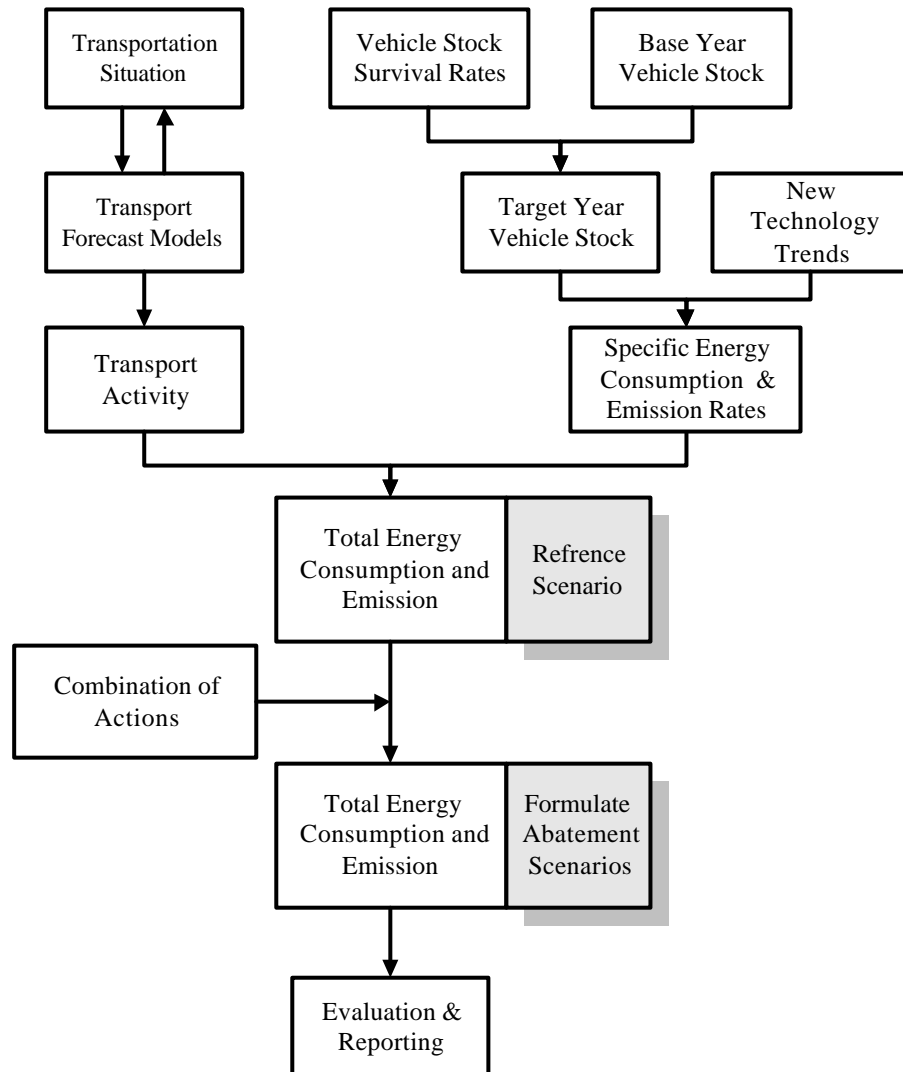 Transportation
Situation
Vehicle Stock
Survival Rates
Base Year
Vehicle Stock
Transport
Forecast Models
Target Year
Vehicle Stock
New
Technology
Trends
Transport
Activity
Specific Energy
Consumption &
Emission Rates
Total Energy
Consumption and
Emission
Refrence
Scenario
Combination of
Actions
Total Energy
Consumption and
Emission
Formulate
Abatement
Scenarios
Evaluation &
Reporting